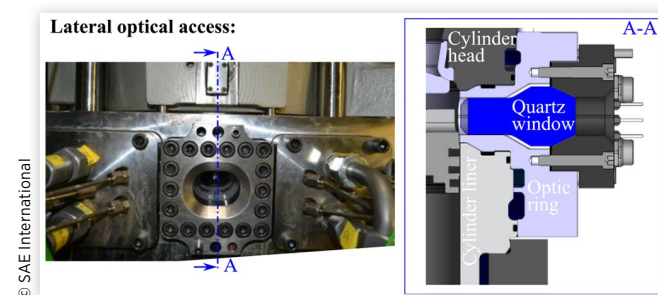 Lateral optical access:
A
A
A-A
Cylinder
head
Quartz
window
Optic
ring
Cylinder liner
© SAE International